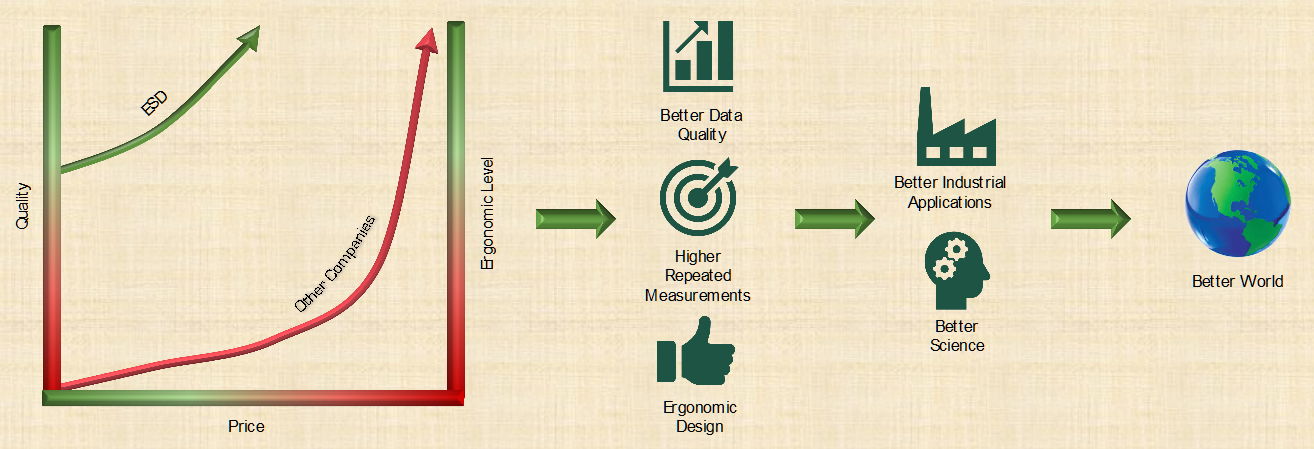 ESD
Quality
Other Companies
Ergonomic Level
Price
Better Data
Quality
Higher
Repeated
Measurements
Ergonomic
Design
Better Industrial
Applications
Better
Science
Better World